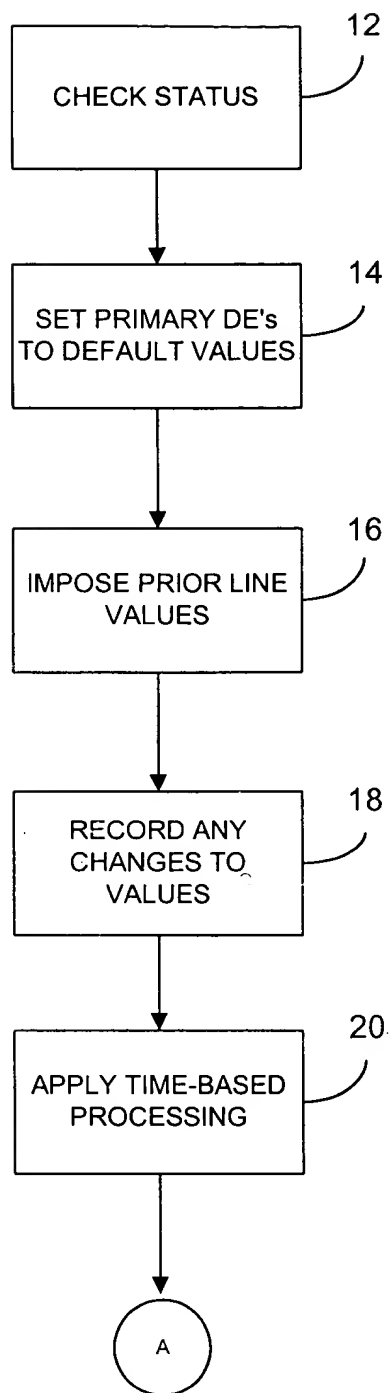 12
CHECK STATUS
14
SET PRIMARY DE's
TO DEFAULT VALUES
16
IMPOSE PRIOR LINE
VALUES
18
RECORD ANY
CHANGES TO
VALUES
20
APPLY TIME-BASED
PROCESSING
A